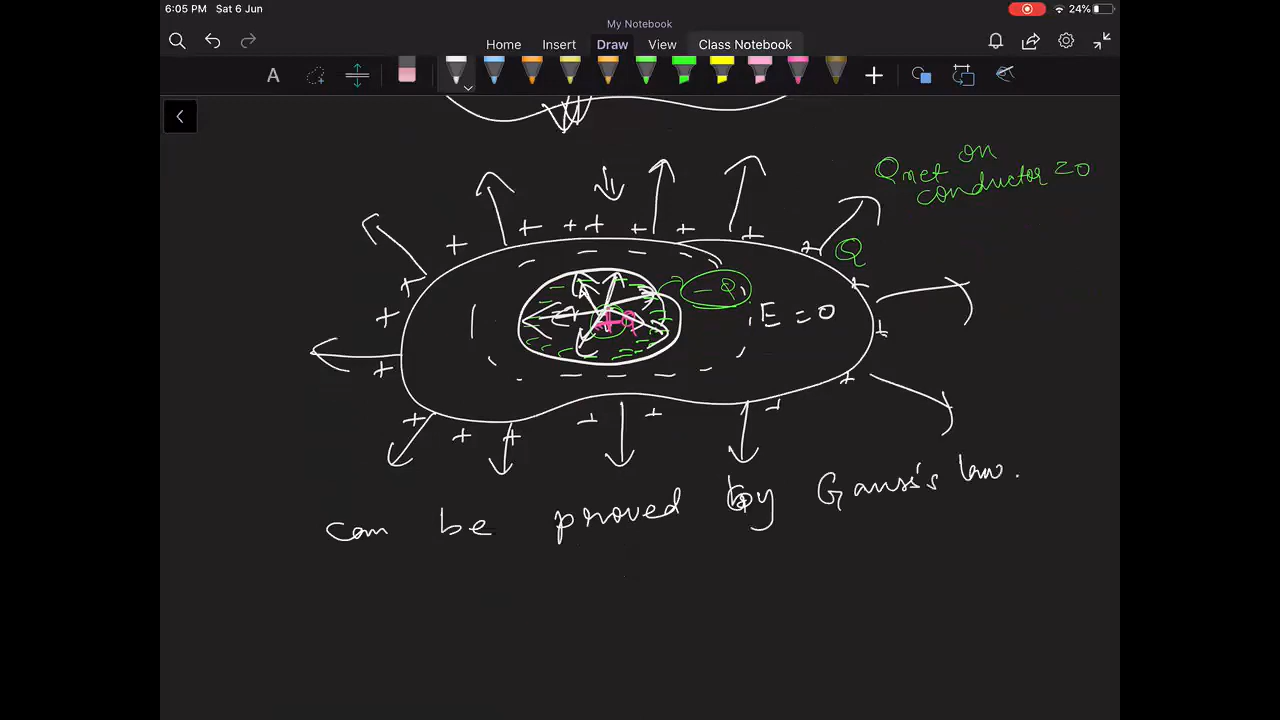 6:05 PM Sat 6 Jun
24%
My Notebook
Home Insert Draw View Class Notebook
A
Qnet on
conductor = 0
Q
- Q
E = 0
+ q
can be proved by Gauss's law.